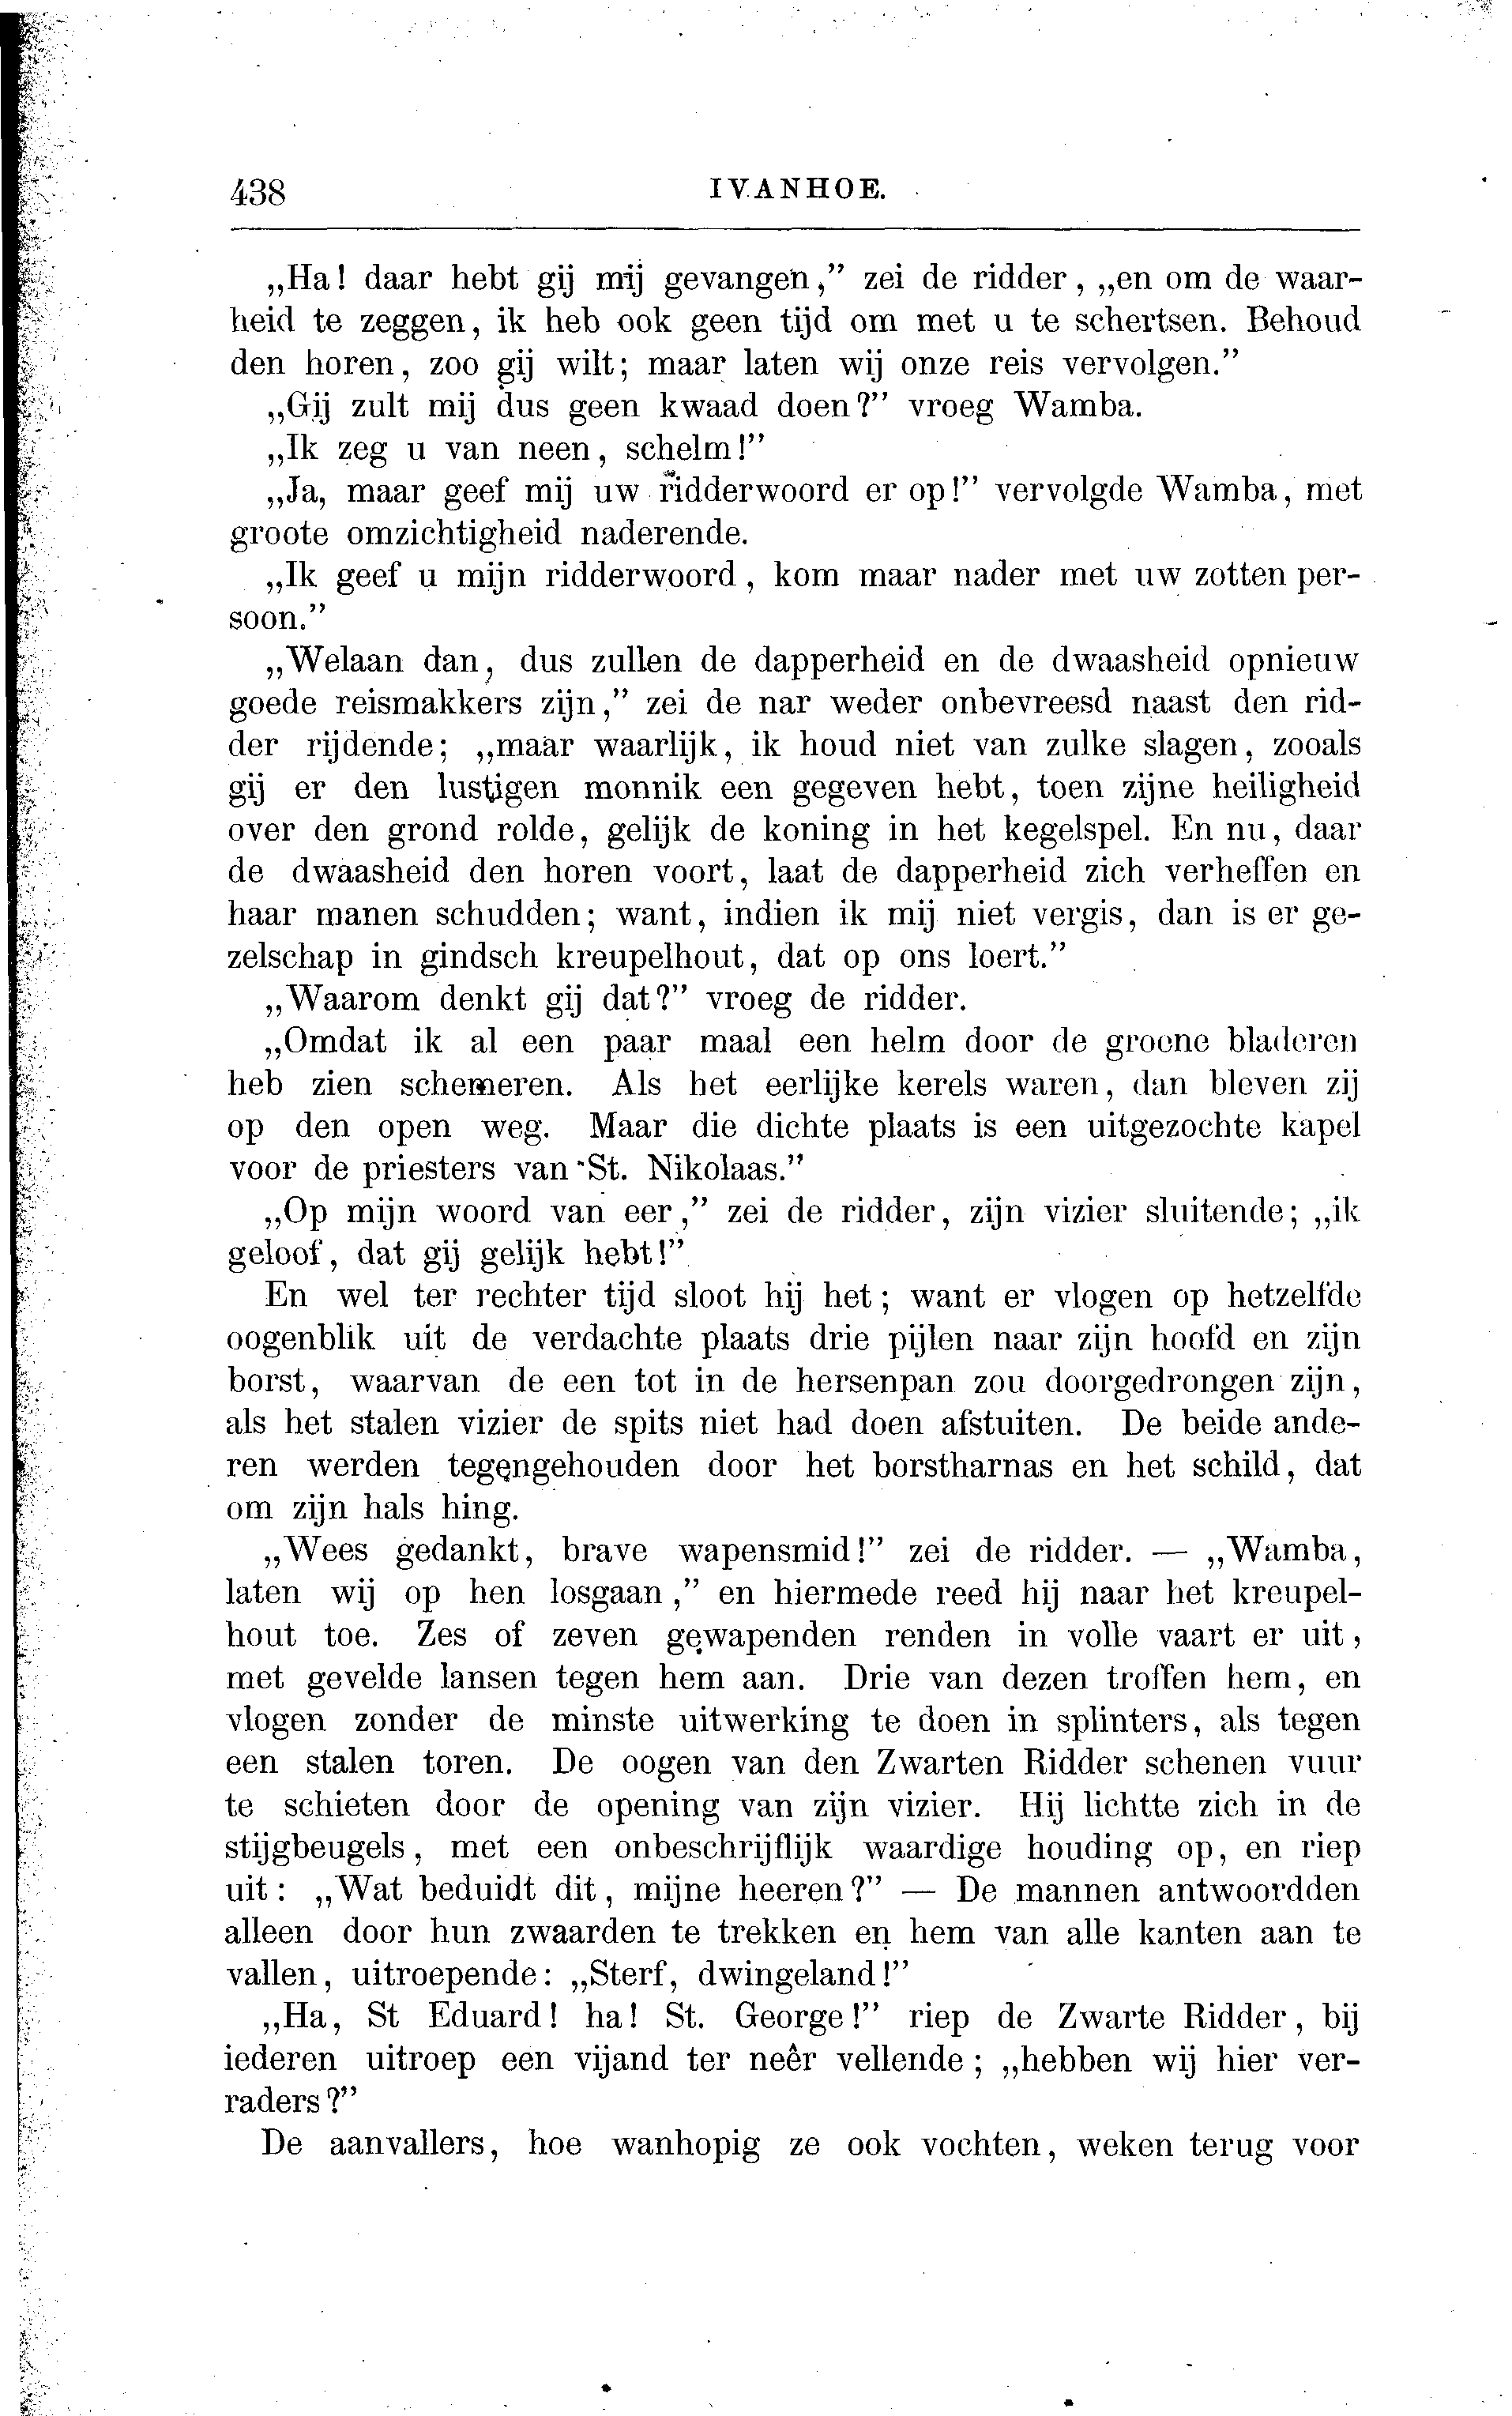 438
IVANHOE.
„Ha! daar hebt gij mij gevangen,” zei de ridder, „en om de waar-
heid te zeggen, ik heb ook geen tijd om met u te schertsen. Behoud
den horen, zoo gij wilt; maar laten wij onze reis vervolgen.”
„Gij zult mij dus geen kwaad doen?” vroeg Wamba.
„Ik zeg u van neen, schelm!”
„Ja, maar geef mij uw ridderwoord er op!” vervolgde Wamba, met
groote omzichtigheid naderende.
„Ik geef u mijn ridderwoord, kom maar nader met uw zotten per-
soon.”
„Welaan dan, dus zullen de dapperheid en de dwaasheid opnieuw
goede reismakkers zijn,” zei de nar weder onbevreesd naast den rid-
der rijdende; „maar waarlijk, ik houd niet van zulke slagen, zooals
gij er den lustigen monnik een gegeven hebt, toen zijne heiligheid
over den grond rolde, gelijk de koning in het kegelspel. En nu, daar
de dwaasheid den horen voort, laat de dapperheid zich verheffen en
haar manen schudden; want, indien ik mij niet vergis, dan is er ge-
zelschap in gindsch kreupelhout, dat op ons loert.”
„Waarom denkt gij dat?” vroeg de ridder.
„Omdat ik al een paar maal een helm door de groene bladeren
heb zien schemeren. Als het eerlijke kerels waren, dan bleven zij
op den open weg. Maar die dichte plaats is een uitgezochte kapel
voor de priesters van St. Nikolaas.”
„Op mijn woord van eer,” zei de ridder, zijn vizier sluitende; „ik
geloof, dat gij gelijk hebt!”
En wel ter rechter tijd sloot hij het; want er vlogen op hetzelfde
oogenblik uit de verdachte plaats drie pijlen naar zijn hoofd en zijn
borst, waarvan de een tot in de hersenpan zou doorgedrongen zijn,
als het stalen vizier de spits niet had doen afstuiten. De beide ande-
ren werden tegengehouden door het borstharnas en het schild, dat
om zijn hals hing.
„Wees gedankt, brave wapensmid!” zei de ridder. — „Wamba,
laten wij op hen losgaan,” en hiermede reed hij naar het kreupel-
hout toe. Zes of zeven gewapenden renden in volle vaart er uit,
met gevelde lansen tegen hem aan. Drie van dezen troffen hem, en
vlogen zonder de minste uitwerking te doen in splinters, als tegen
een stalen toren. De oogen van den Zwarten Ridder schenen vuur
te schieten door de opening van zijn vizier. Hij lichtte zich in de
stijgbeugels, met een onbeschrijflijk waardige houding op, en riep
uit: „Wat beduidt dit, mijne heeren?” — De mannen antwoordden
alleen door hun zwaarden te trekken en hem van alle kanten aan te
vallen, uitroepende: „Sterf, dwingeland!”
„Ha, St Eduard! ha! St. George!” riep de Zwarte Ridder, bij
iederen uitroep een vijand ter neêr vellende; „hebben wij hier ver-
raders?”
De aanvallers, hoe wanhopig ze ook vochten, weken terug voor